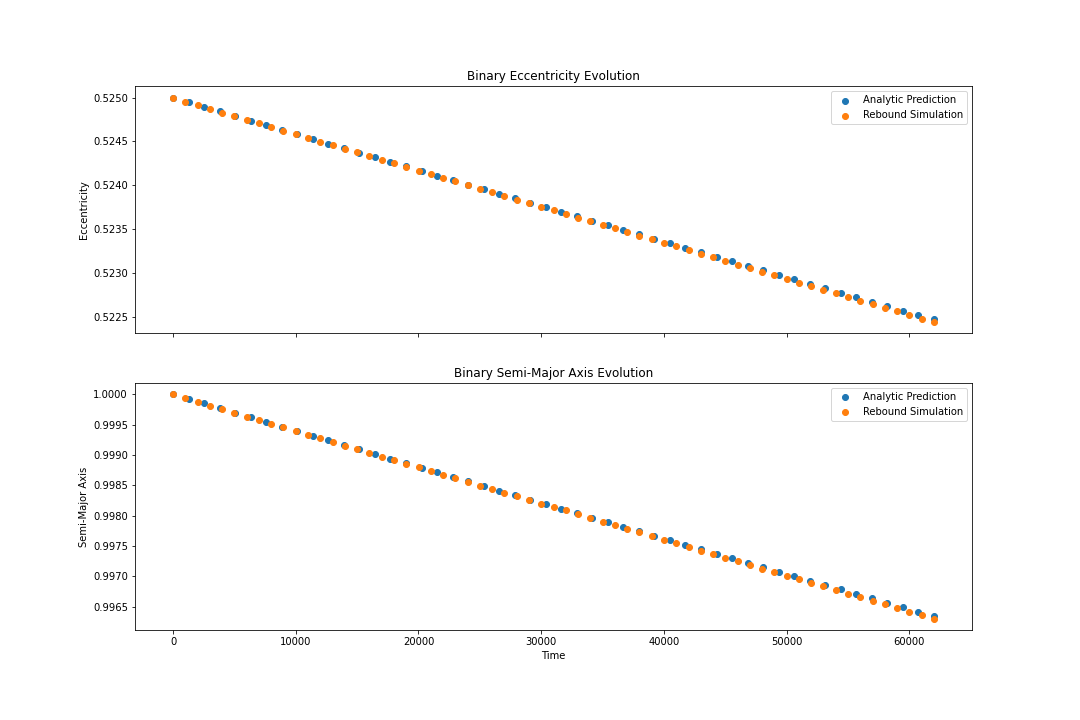 Binary Eccentricity Evolution
Analytic Prediction
Rebound Simulation
0.5250
0.5245
0.5240
0.5235
0.5230
0.5225
Eccentricity
Binary Semi-Major Axis Evolution
Analytic Prediction
Rebound Simulation
1.0000
0.9995
0.9990
0.9985
0.9980
0.9975
0.9970
0.9965
Semi-Major Axis
0 10000 20000 30000 40000 50000 60000
Time